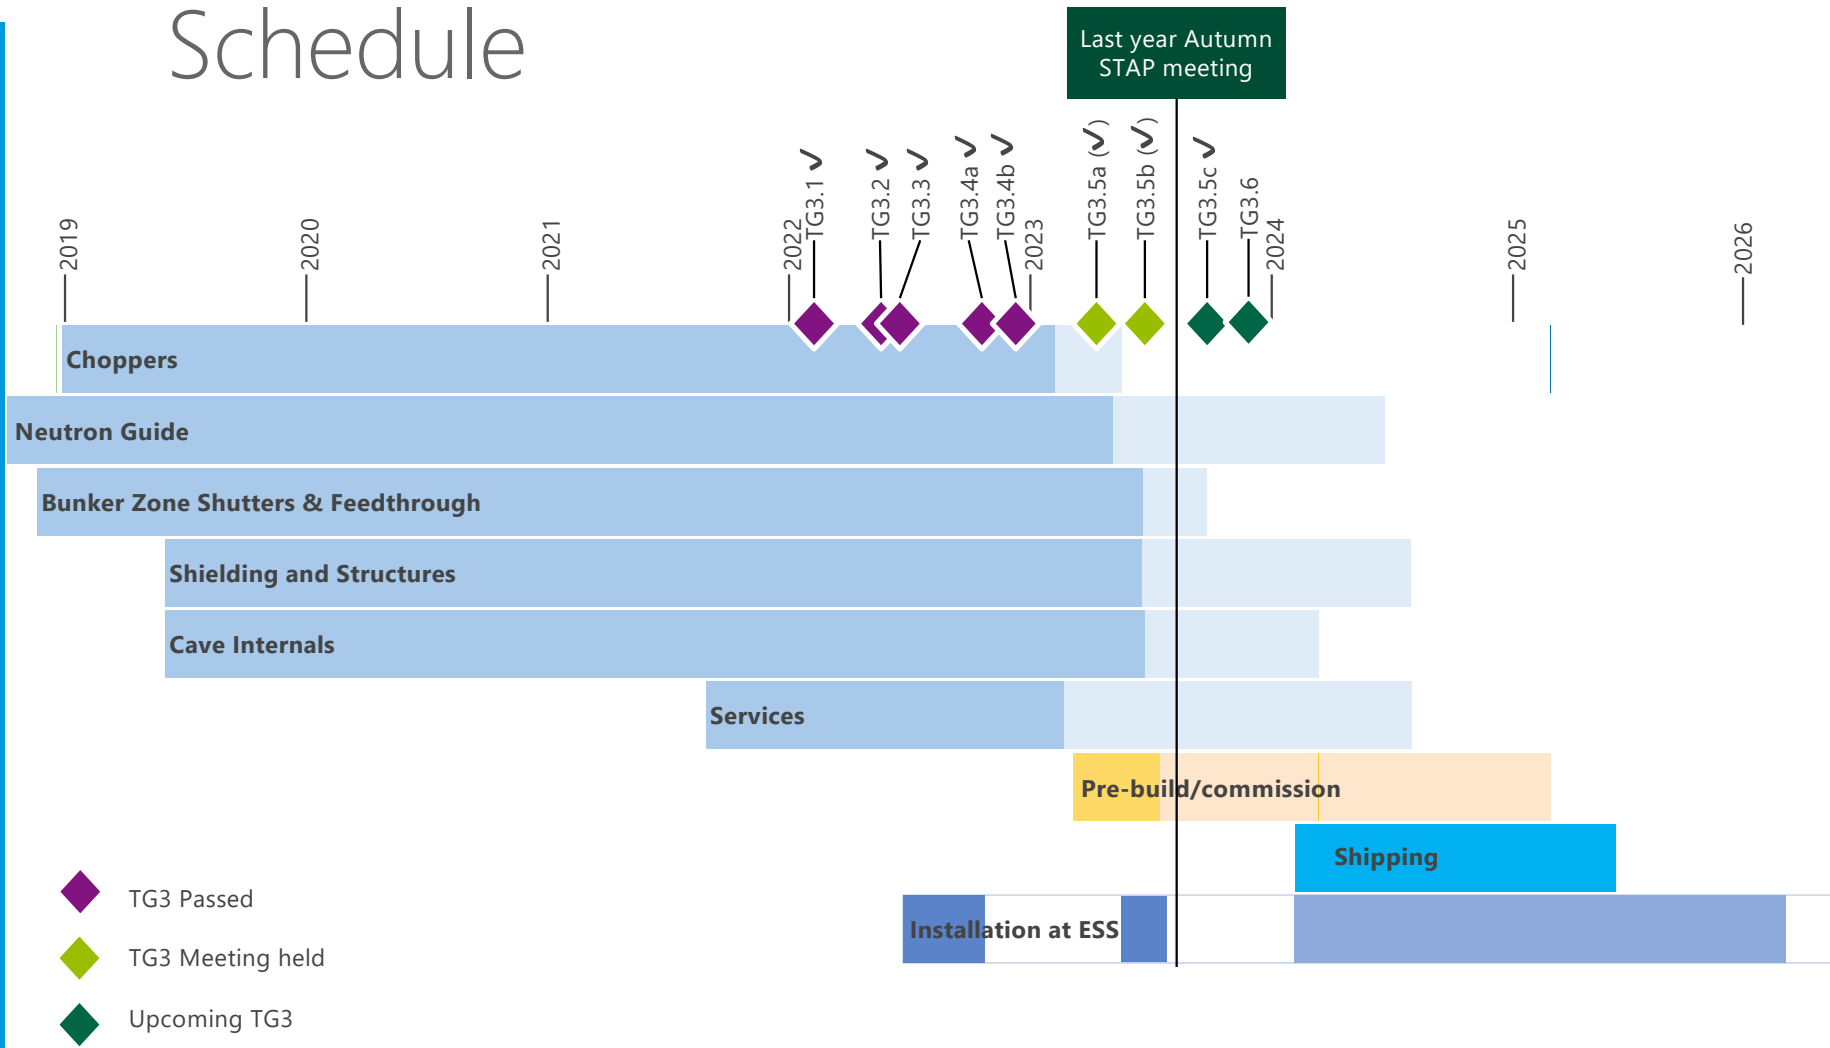 Schedule
Last year Autumn
STAP meeting
TG3.1 ✓
TG3.2 ✓
TG3.3 ✓
TG3.4a ✓
TG3.4b ✓
TG3.5a (✓)
TG3.5b (✓)
TG3.5c ✓
TG3.6
2019
2020
2021
2022
2023
2024
2025
2026
Choppers
Neutron Guide
Bunker Zone Shutters & Feedthrough
Shielding and Structures
Cave Internals
Services
Pre-build/commission
Shipping
Installation at ESS
TG3 Passed
TG3 Meeting held
Upcoming TG3